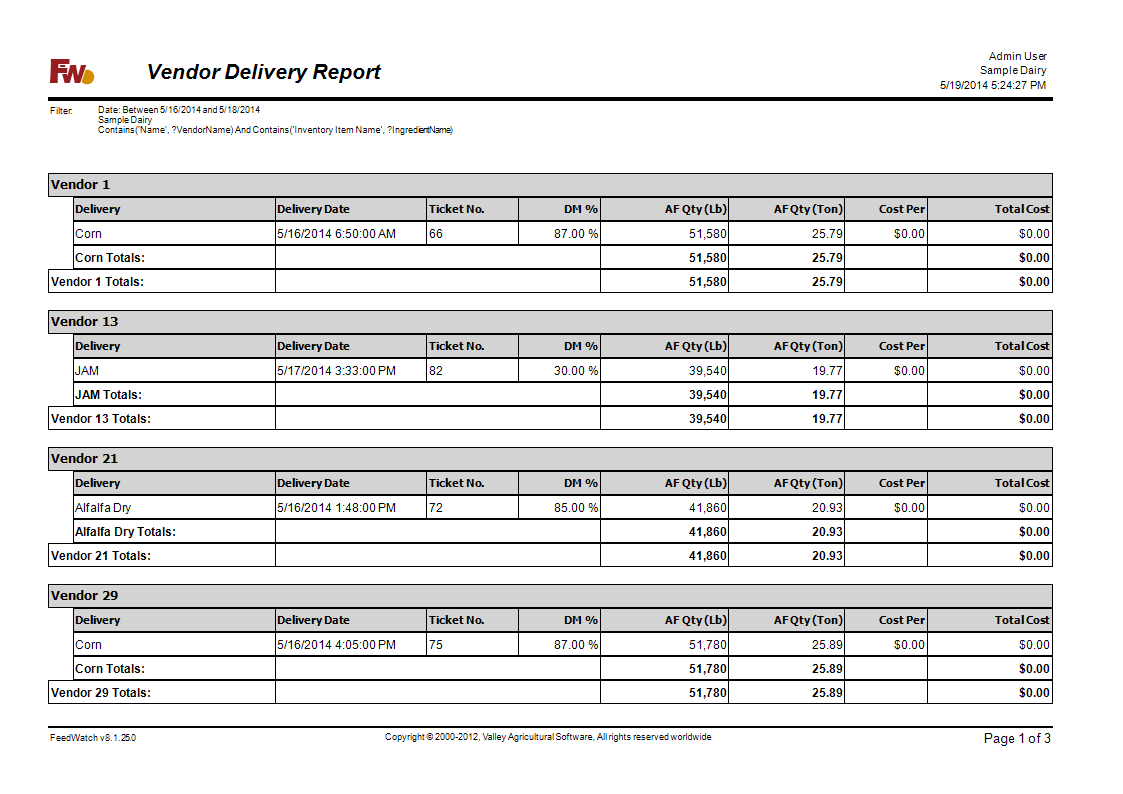 FW
Vendor Delivery Report
Admin User
Sample Dairy
5/19/2014 5:24:27 PM
Filter: Date: Between 5/16/2014 and 5/18/2014
Sample Dairy
Contains('Name', ?VendorName) And Contains('Inventory Item Name', ?IngredientName)
Vendor 1
Delivery Delivery Date Ticket No. DM % AF Qty (Lb) AF Qty (Ton) Cost Per Total Cost
Corn 5/16/2014 6:50:00 AM 66 87.00 % 51,580 25.79 $0.00 $0.00
Corn Totals: 51,580 25.79 $0.00
Vendor 1 Totals: 51,580 25.79 $0.00
Vendor 13
Delivery Delivery Date Ticket No. DM % AF Qty (Lb) AF Qty (Ton) Cost Per Total Cost
JAM 5/17/2014 3:33:00 PM 82 30.00 % 39,540 19.77 $0.00 $0.00
JAM Totals: 39,540 19.77 $0.00
Vendor 13 Totals: 39,540 19.77 $0.00
Vendor 21
Delivery Delivery Date Ticket No. DM % AF Qty (Lb) AF Qty (Ton) Cost Per Total Cost
Alfalfa Dry 5/16/2014 1:48:00 PM 72 85.00 % 41,860 20.93 $0.00 $0.00
Alfalfa Dry Totals: 41,860 20.93 $0.00
Vendor 21 Totals: 41,860 20.93 $0.00
Vendor 29
Delivery Delivery Date Ticket No. DM % AF Qty (Lb) AF Qty (Ton) Cost Per Total Cost
Corn 5/16/2014 4:05:00 PM 75 87.00 % 51,780 25.89 $0.00 $0.00
Corn Totals: 51,780 25.89 $0.00
Vendor 29 Totals: 51,780 25.89 $0.00
FeedWatch v8.1.25.0 Copyright © 2000-2012, Valley Agricultural Software, All rights reserved worldwide Page 1 of 3